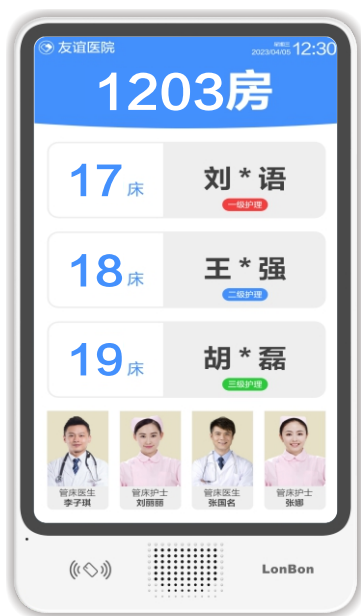 友谊医院
星期三
2023/04/05 12:30
1203房
17床 刘*语
一级护理
18床 王*强
二级护理
19床 胡*磊
三级护理
管床医生 管床护士 管床医生 管床护士
李子琪 刘丽丽 张国名 张娜
LonBon